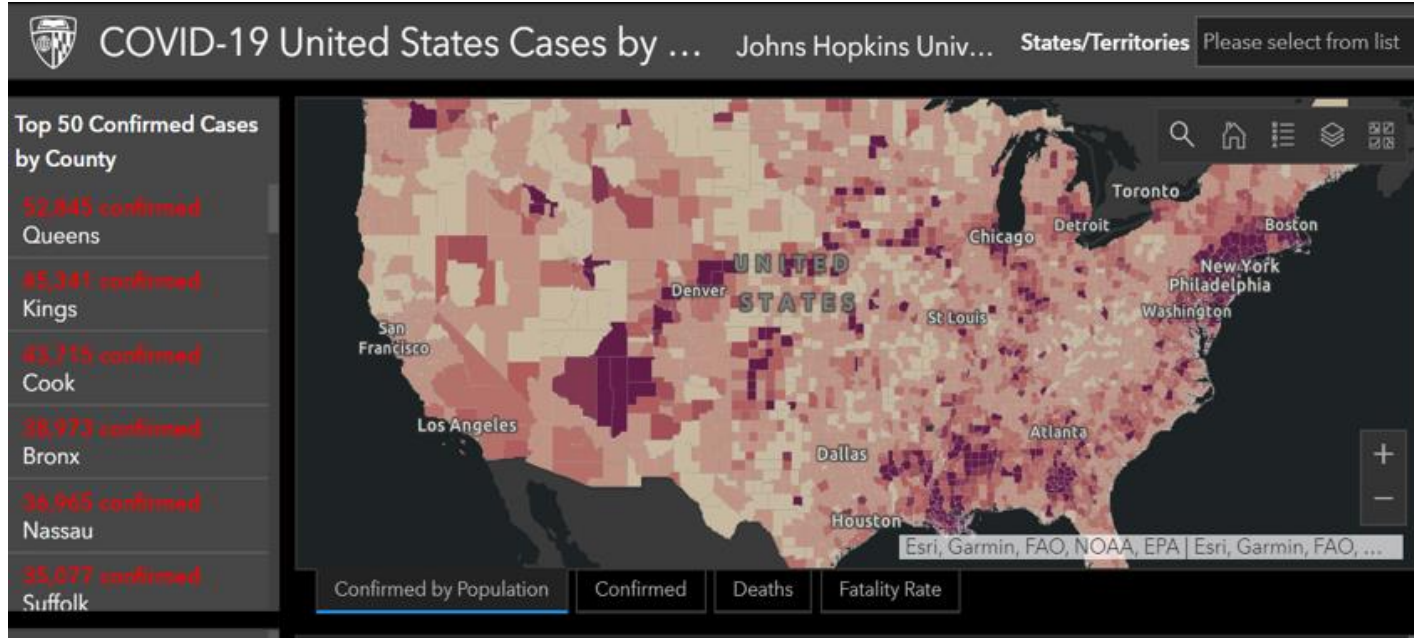 COVID-19 United States Cases by ...
Johns Hopkins Univ...
States/Territories
Please select from list
Top 50 Confirmed Cases
by County
52,845 confirmed
Queens
45,341 confirmed
Kings
43,715 confirmed
Cook
38,973 confirmed
Bronx
36,965 confirmed
Nassau
35,077 confirmed
Suffolk
Toronto
Boston
Detroit
Chicago
New York
UNITED
Philadelphia
Denver
STATES
Washington
St Louis
San
Francisco
Los Angeles
Atlanta
Dallas
Houston
+
−
Esri, Garmin, FAO, NOAA, EPA | Esri, Garmin, FAO, ...
Confirmed by Population
Confirmed
Deaths
Fatality Rate